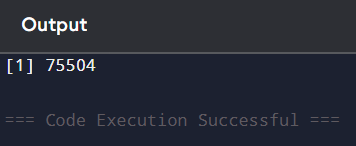 Output
[1] 75504
=== Code Execution Successful ===